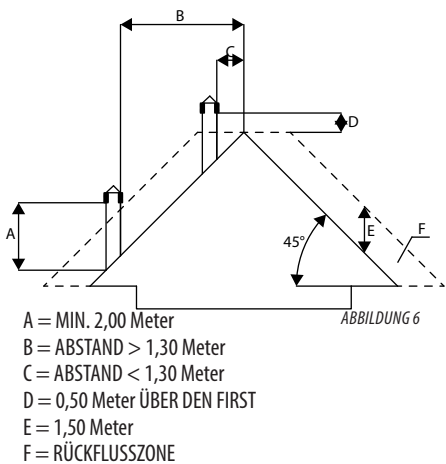 B
C
D
A
E
F
45°
ABBILDUNG 6
A = MIN. 2,00 Meter
B = ABSTAND > 1,30 Meter
C = ABSTAND < 1,30 Meter
D = 0,50 Meter ÜBER DEN FIRST
E = 1,50 Meter
F = RÜCKFLUSSZONE